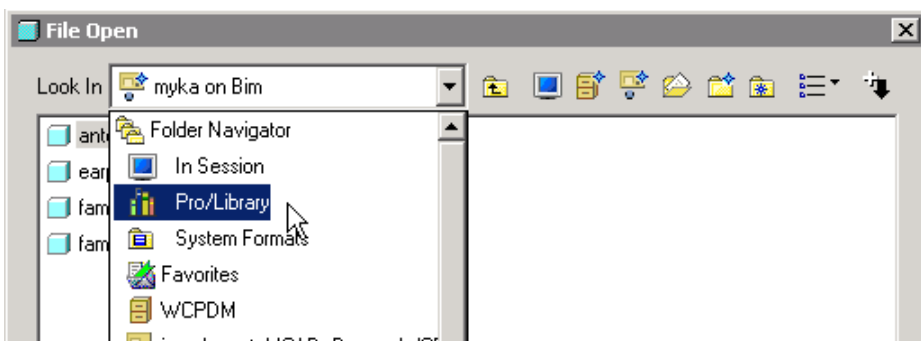 File Open
Look In myka on Bim
ant
Folder Navigator
In Session
ear
Pro/Library
fam
System Formats
fam
Favorites
WCPDM